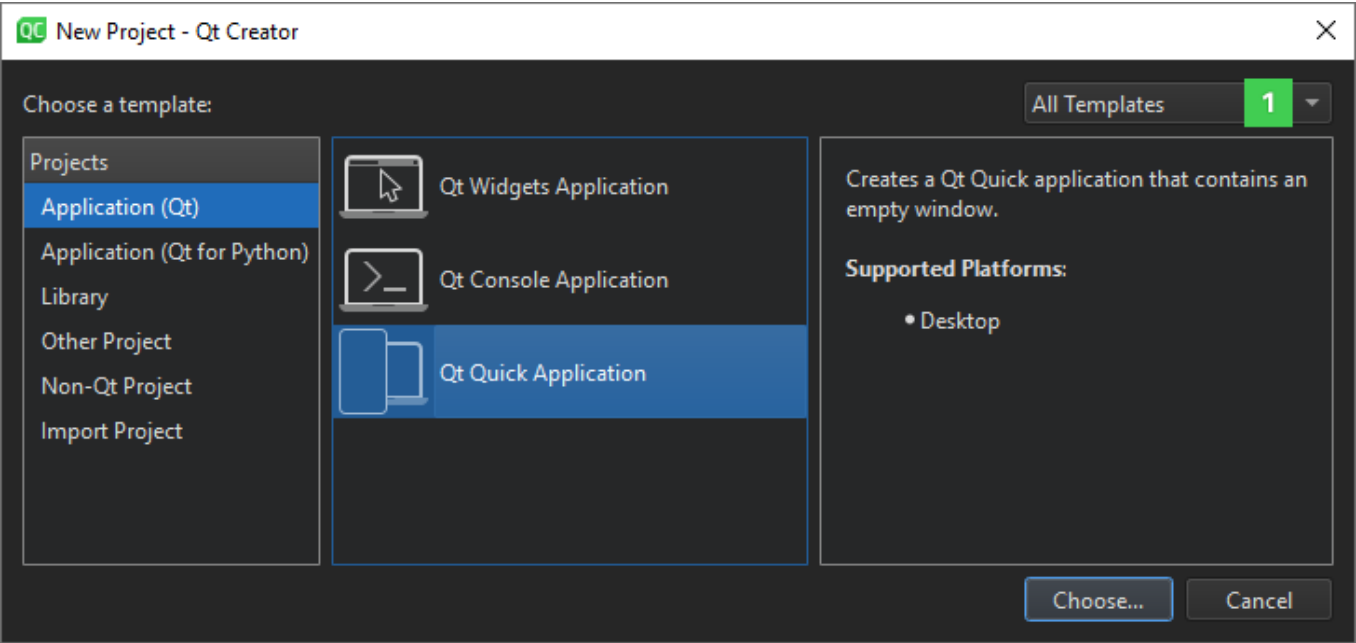 QC New Project - Qt Creator
Choose a template:
All Templates 1
Projects
Application (Qt)
Application (Qt for Python)
Library
Other Project
Non-Qt Project
Import Project
Qt Widgets Application
Qt Console Application
Qt Quick Application
Creates a Qt Quick application that contains an
empty window.
Supported Platforms:
• Desktop
Choose...
Cancel